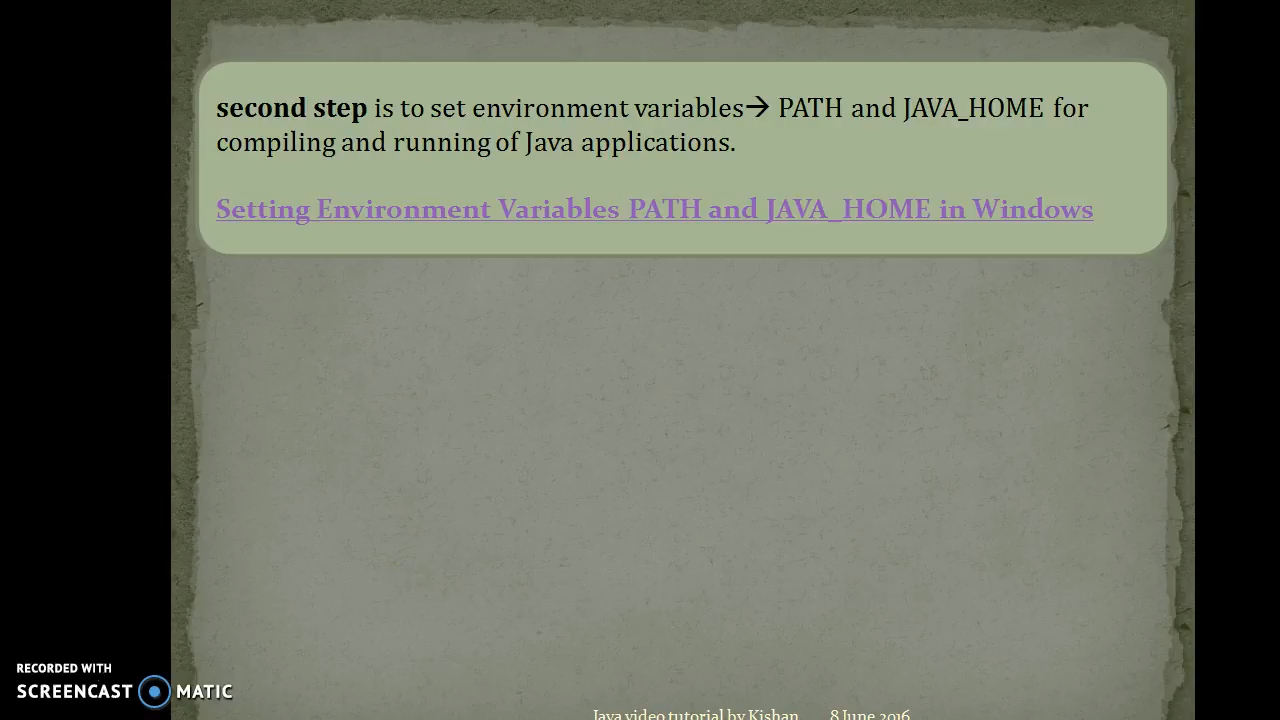 second step is to set environment variables→ PATH and JAVA_HOME for
compiling and running of Java applications.
Setting Environment Variables PATH and JAVA_HOME in Windows
RECORDED WITH
SCREENCAST MATIC
Java video tutorial by Kishan 8 June 2016